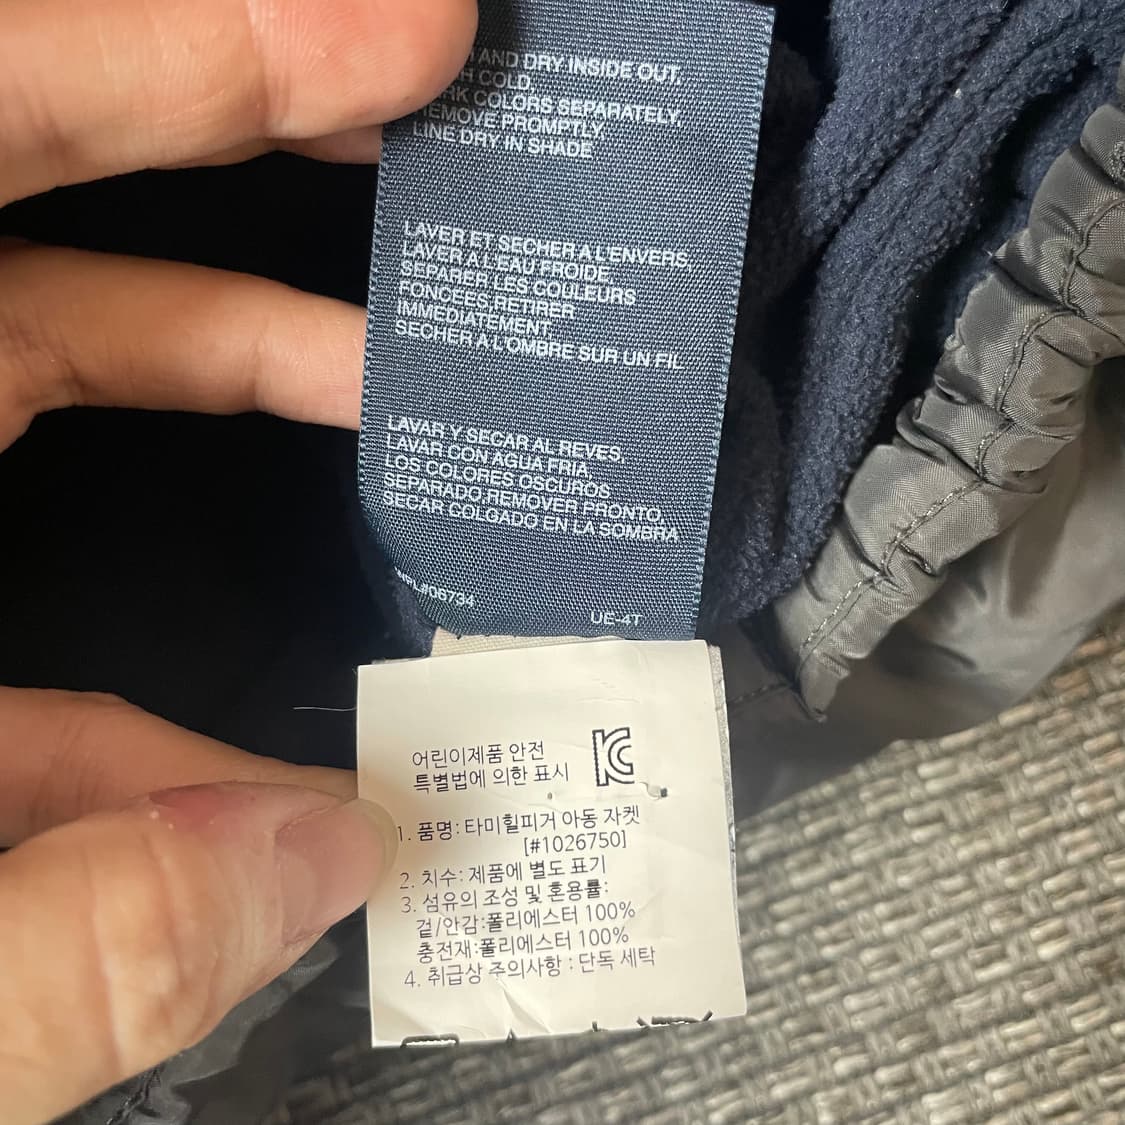 AND DRY INSIDE OUT,
COLD.
COLORS SEPARATELY.
REMOVE PROMPTLY
LINE DRY IN SHADE
LAVER ET SECHER A L'ENVERS,
LAVER A L'EAU FROIDE
SEPARER LES COULEURS
FONCEES RETIRER
IMMEDIATEMENT.
SECHER A L'OMBRE SUR UN FIL
LAVAR Y SECAR AL REVES.
LAVAR CON AGUA FRIA.
LOS COLORES OSCUROS
SEPARADO.REMOVER PRONTO,
SECAR COLGADO EN LA SOMBRA
UE-4T
어린이제품 안전
특별법에 의한 표시
KC
1. 품명: 타미힐피거 아동 자켓
[#1026750]
2. 치수: 제품에 별도 표기
3. 섬유의 조성 및 혼용률:
겉/안감:폴리에스터 100%
충전재:폴리에스터 100%
4. 취급상 주의사항 : 단독 세탁